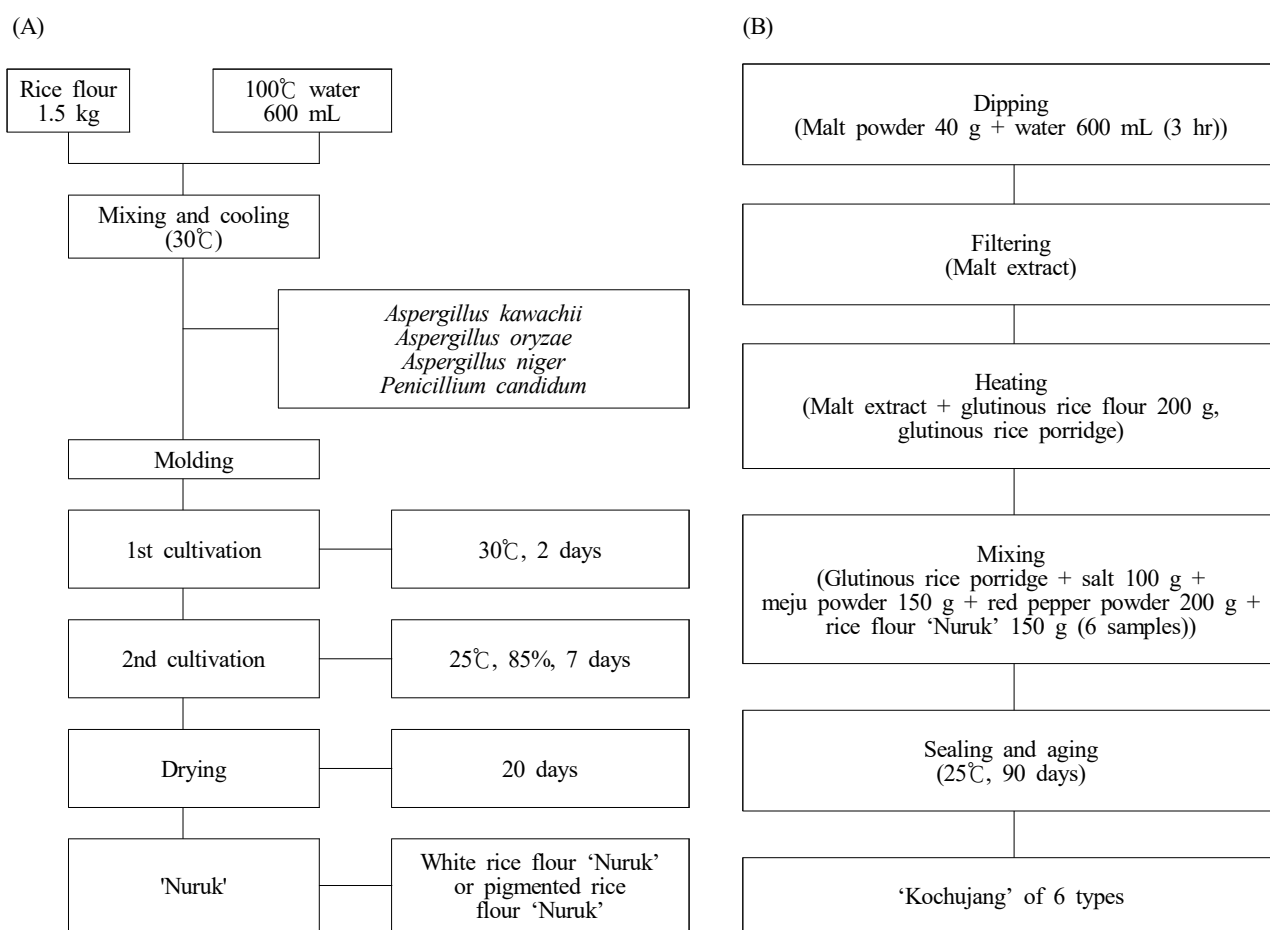 (A)
Rice flour
1.5 kg
100℃ water
600 mL
Mixing and cooling
(30℃)
Aspergillus kawachii
Aspergillus oryzae
Aspergillus niger
Penicillium candidum
Molding
1st cultivation
30℃, 2 days
2nd cultivation
25℃, 85%, 7 days
Drying
20 days
'Nuruk'
White rice flour ‘Nuruk’
or pigmented rice
flour ‘Nuruk’
(B)
Dipping
(Malt powder 40 g + water 600 mL (3 hr))
Filtering
(Malt extract)
Heating
(Malt extract + glutinous rice flour 200 g,
glutinous rice porridge)
Mixing
(Glutinous rice porridge + salt 100 g +
meju powder 150 g + red pepper powder 200 g +
rice flour ‘Nuruk’ 150 g (6 samples))
Sealing and aging
(25℃, 90 days)
‘Kochujang’ of 6 types